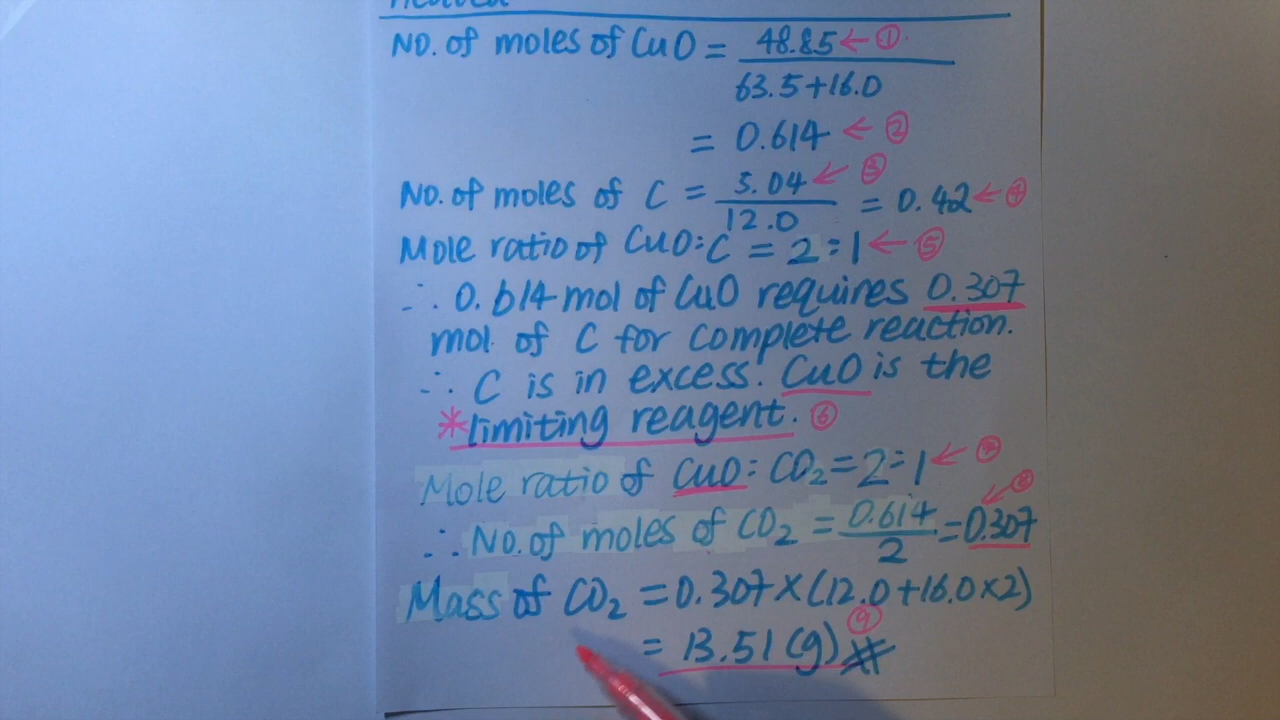 No. of moles of CuO = 48.85 ← ①
63.5+16.0
= 0.614 ← ②
No. of moles of C = 5.04 ← ③ = 0.42 ← ④
12.0
Mole ratio of CuO:C = 2:1 ← ⑤
∴ 0.614 mol of CuO requires 0.307
mol of C for complete reaction.
∴ C is in excess. CuO is the
*limiting reagent. ⑥
Mole ratio of CuO:CO₂=2:1 ← ⑦
∴ No. of moles of CO₂ = 0.614 = 0.307 ← ⑧
2
Mass of CO₂ = 0.307×(12.0+16.0×2)
= 13.51 (g) ⑨